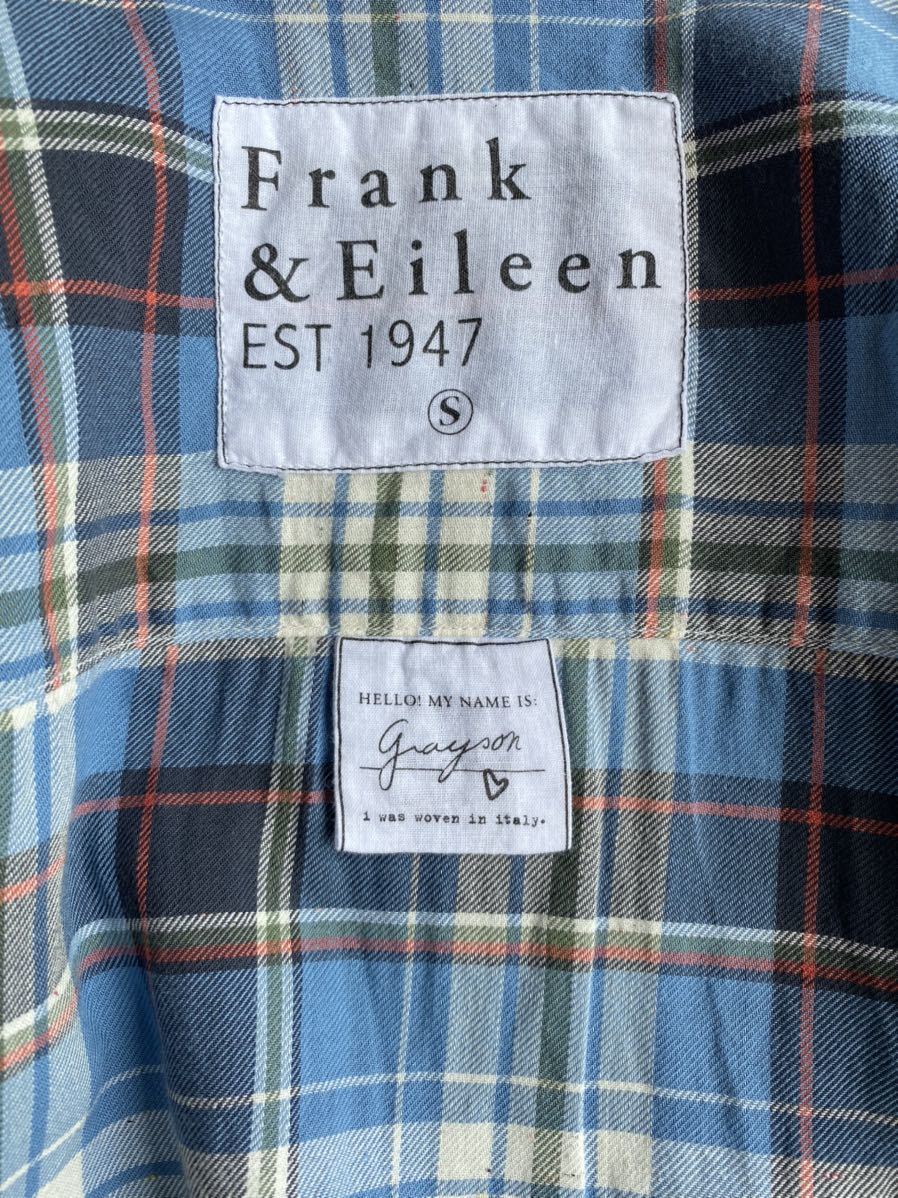 Frank
& Eileen
EST 1947
S
HELLO! MY NAME IS:
Grayson
i was woven in italy.